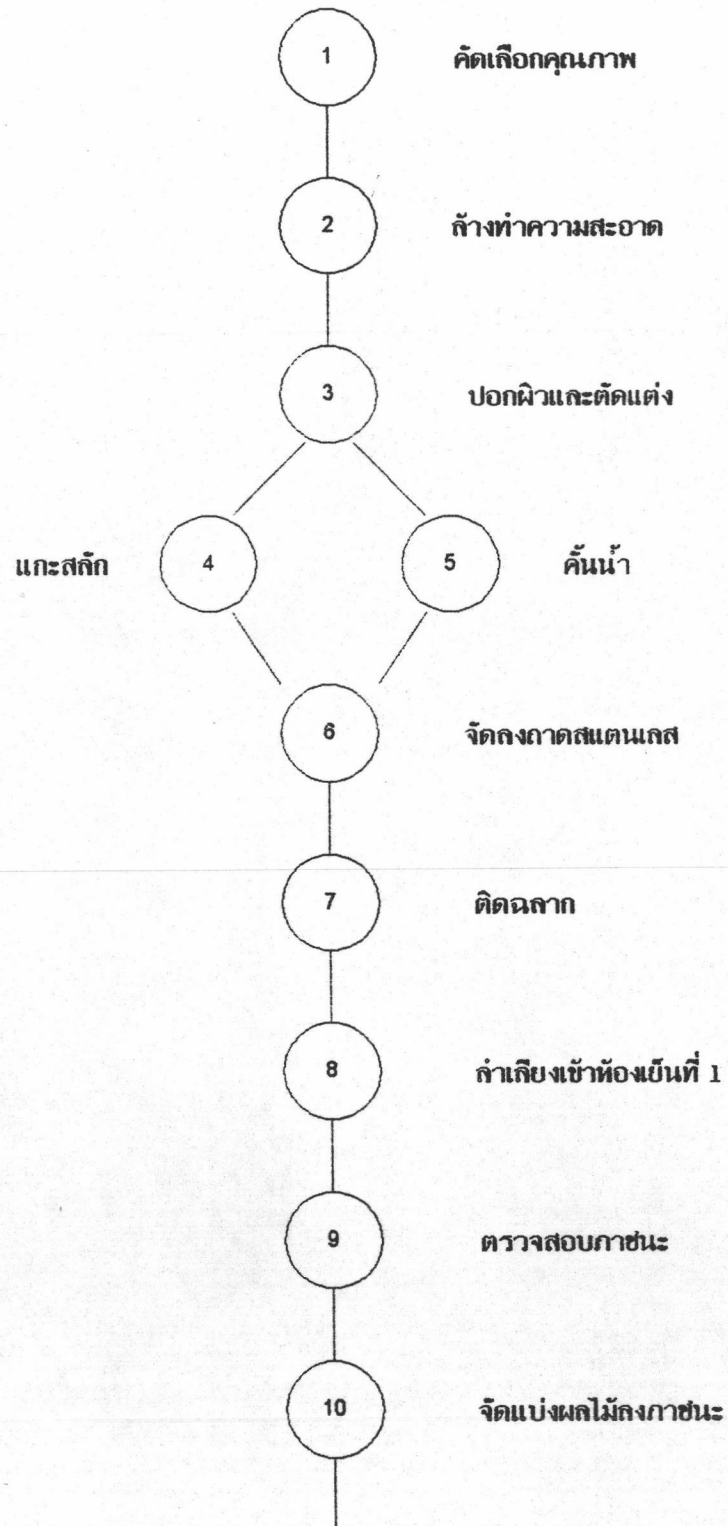 1 คัดเลือกคุณภาพ
2 ล้างทำความสะอาด
3 ปอกผิวและตัดแต่ง
แกะสลัก 4 5 คั้นน้ำ
6 จัดลงถาดสแตนเลส
7 ติดฉลาก
8 ลำเลียงเข้าห้องเย็นที่ 1
9 ตรวจสอบภาชนะ
10 จัดแบ่งผลไม้ลงภาชนะ